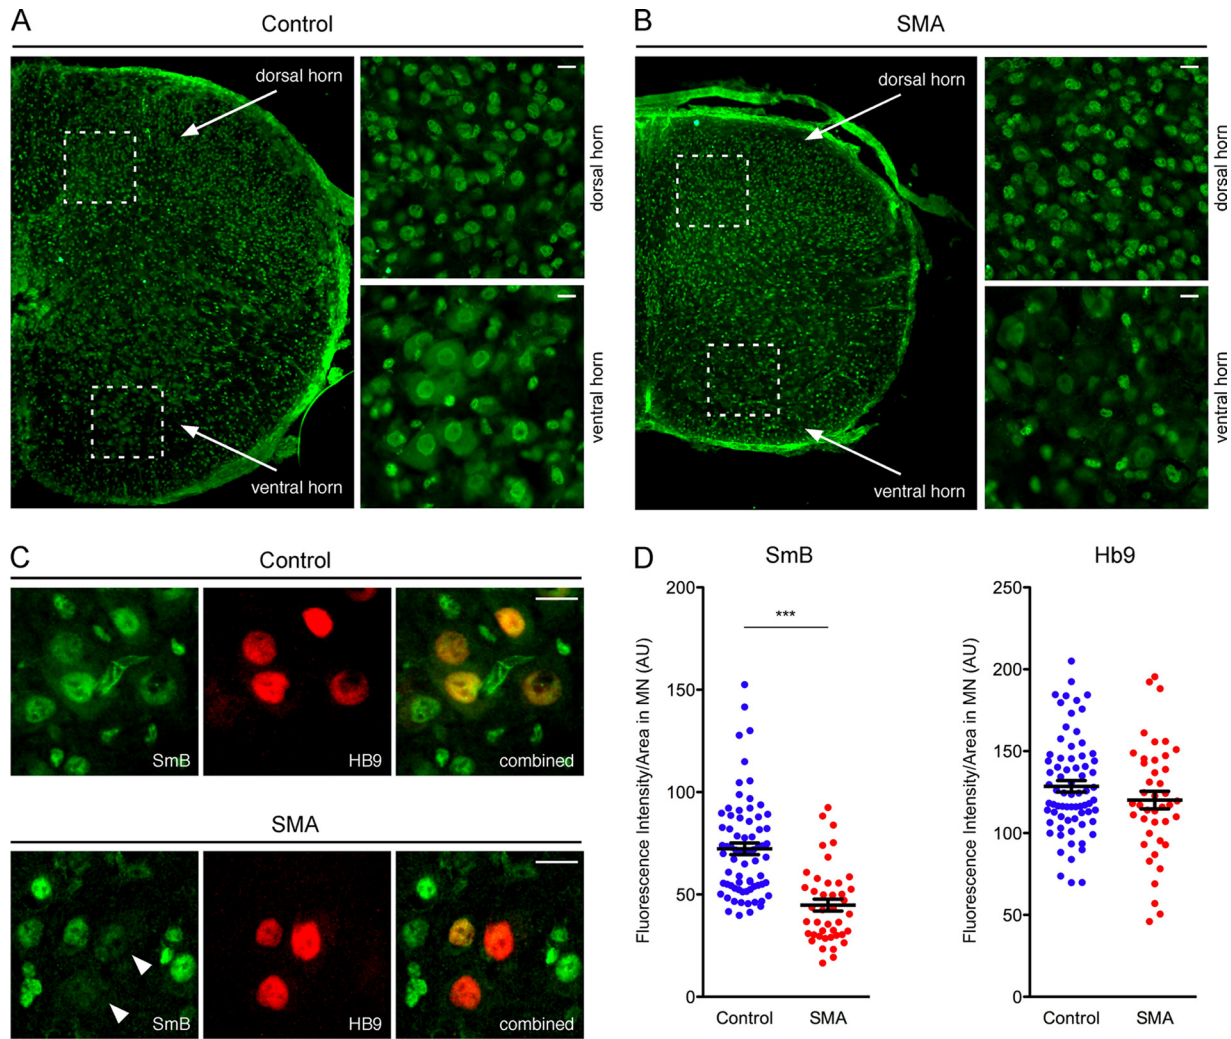 A
Control
dorsal horn
ventral horn
dorsal horn
ventral horn
B
SMA
dorsal horn
ventral horn
dorsal horn
ventral horn
C
Control
SmB
HB9
combined
SMA
SmB
HB9
combined
D
SmB
Fluorescence Intensity/Area in MN (AU)
200
150
100
50
0
***
Control
SMA
Hb9
Fluorescence Intensity/Area in MN (AU)
250
200
150
100
50
0
Control
SMA